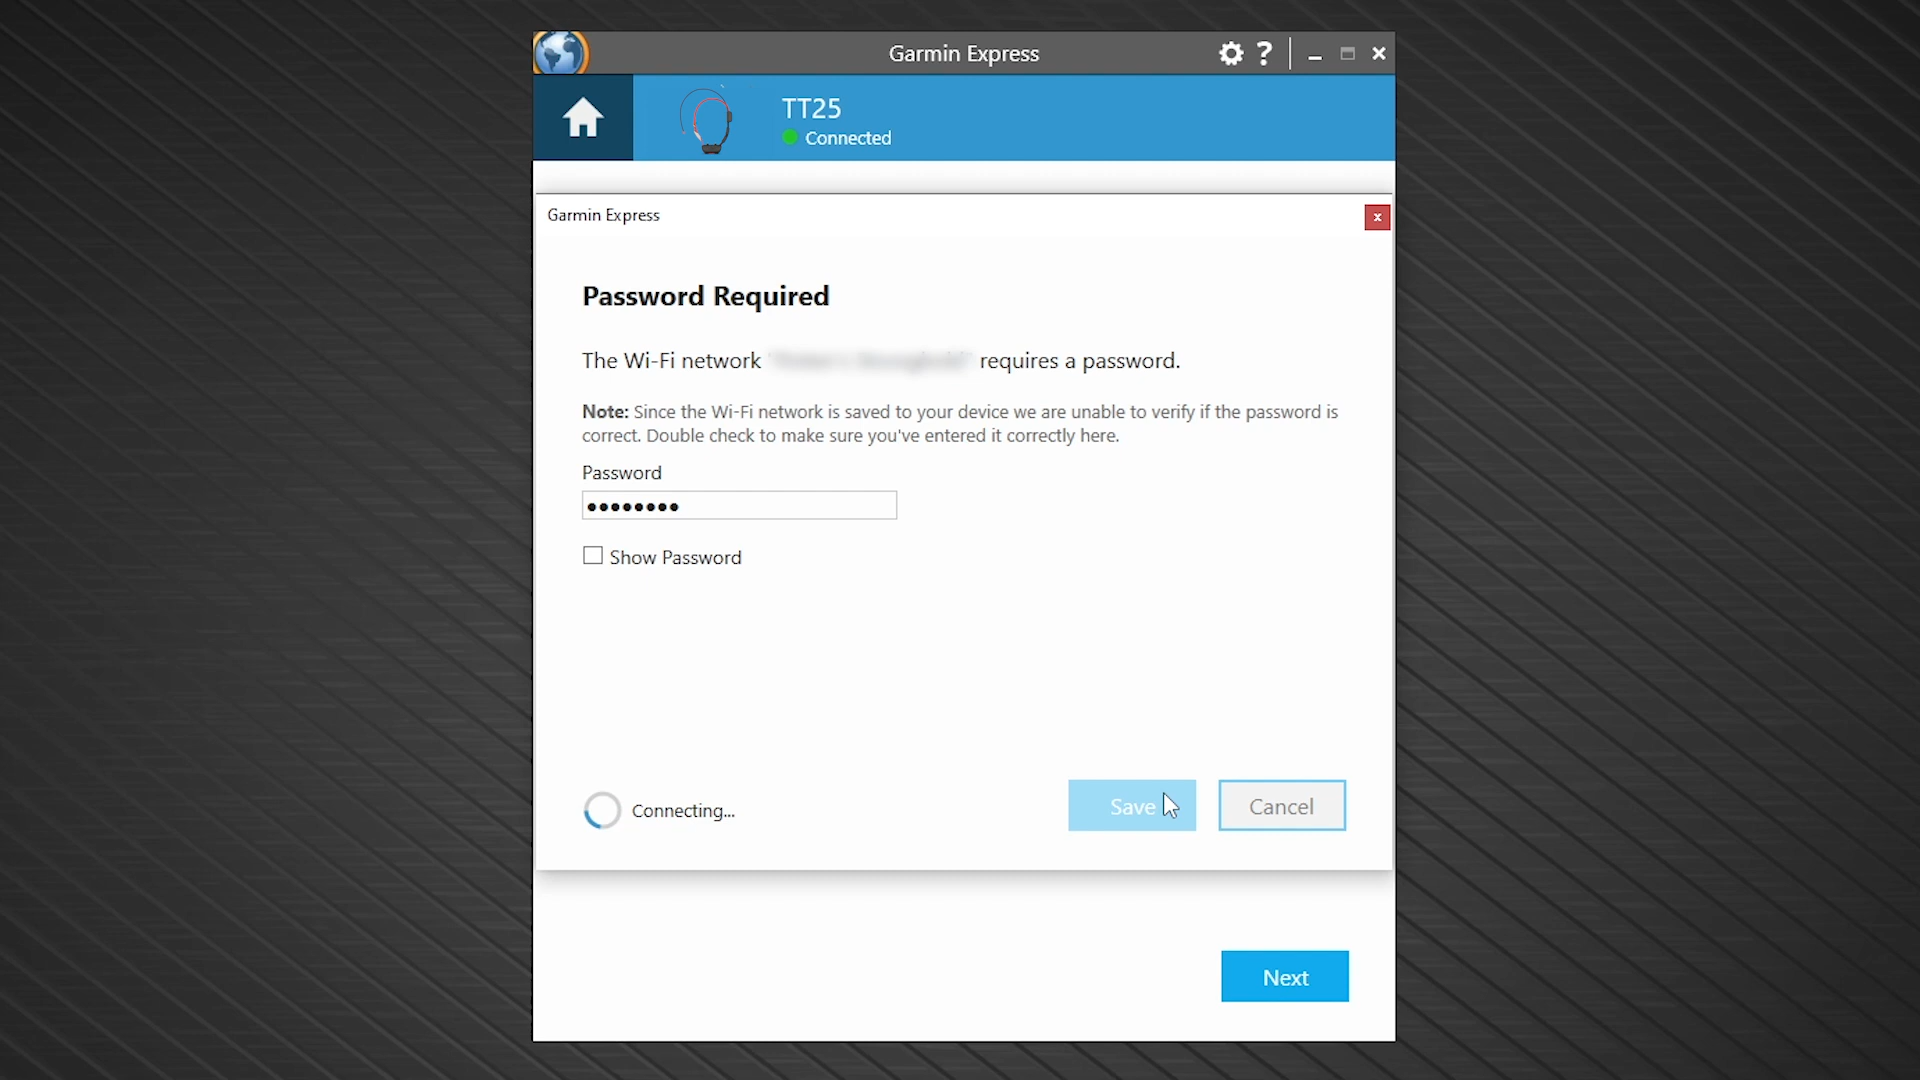 Garmin Express
?
TT25
Connected
Garmin Express
x
Password Required
The Wi-Fi network requires a password.
Note: Since the Wi-Fi network is saved to your device we are unable to verify if the password is
correct. Double check to make sure you've entered it correctly here.
Password
••••••••
Show Password
Connecting...
Save
Cancel
Next